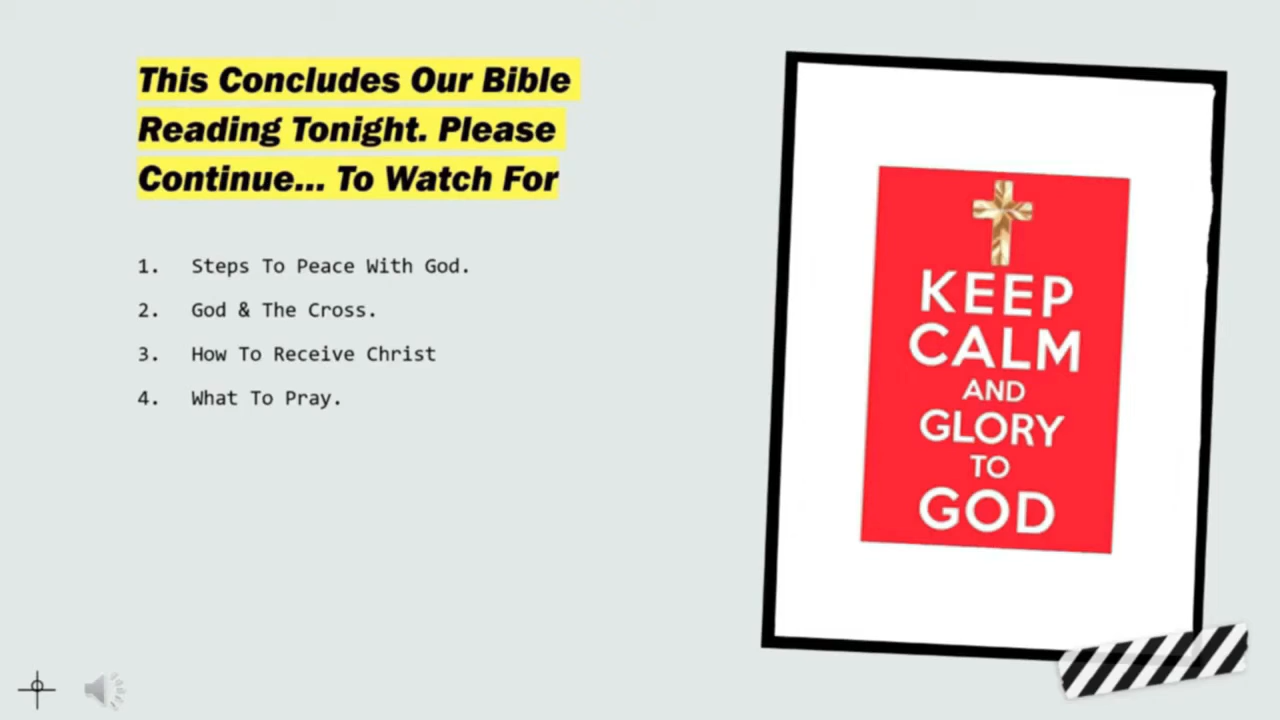 This Concludes Our Bible
Reading Tonight. Please
Continue... To Watch For
1. Steps To Peace With God.
2. God & The Cross.
3. How To Receive Christ
4. What To Pray.
KEEP
CALM
AND
GLORY
TO
GOD